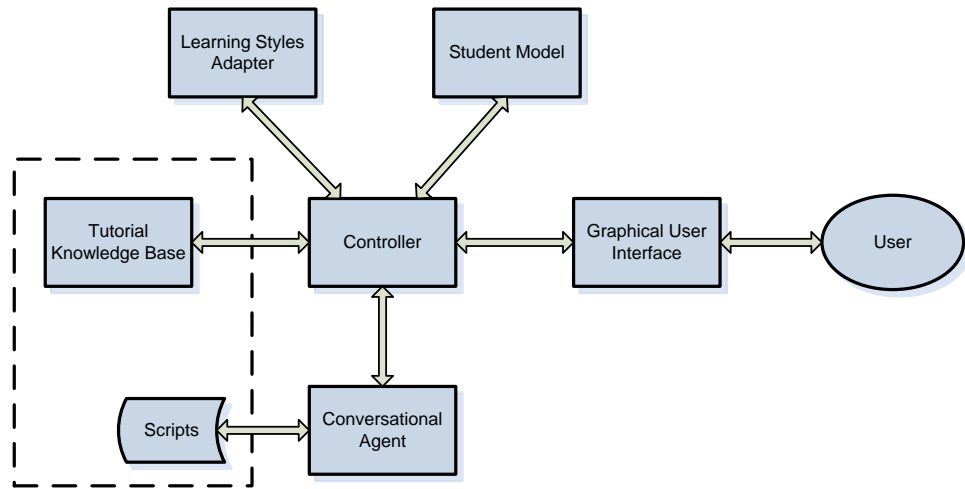 Learning Styles
Adapter
Student Model
Tutorial
Knowledge Base
Controller
Graphical User
Interface
User
Scripts
Conversational
Agent